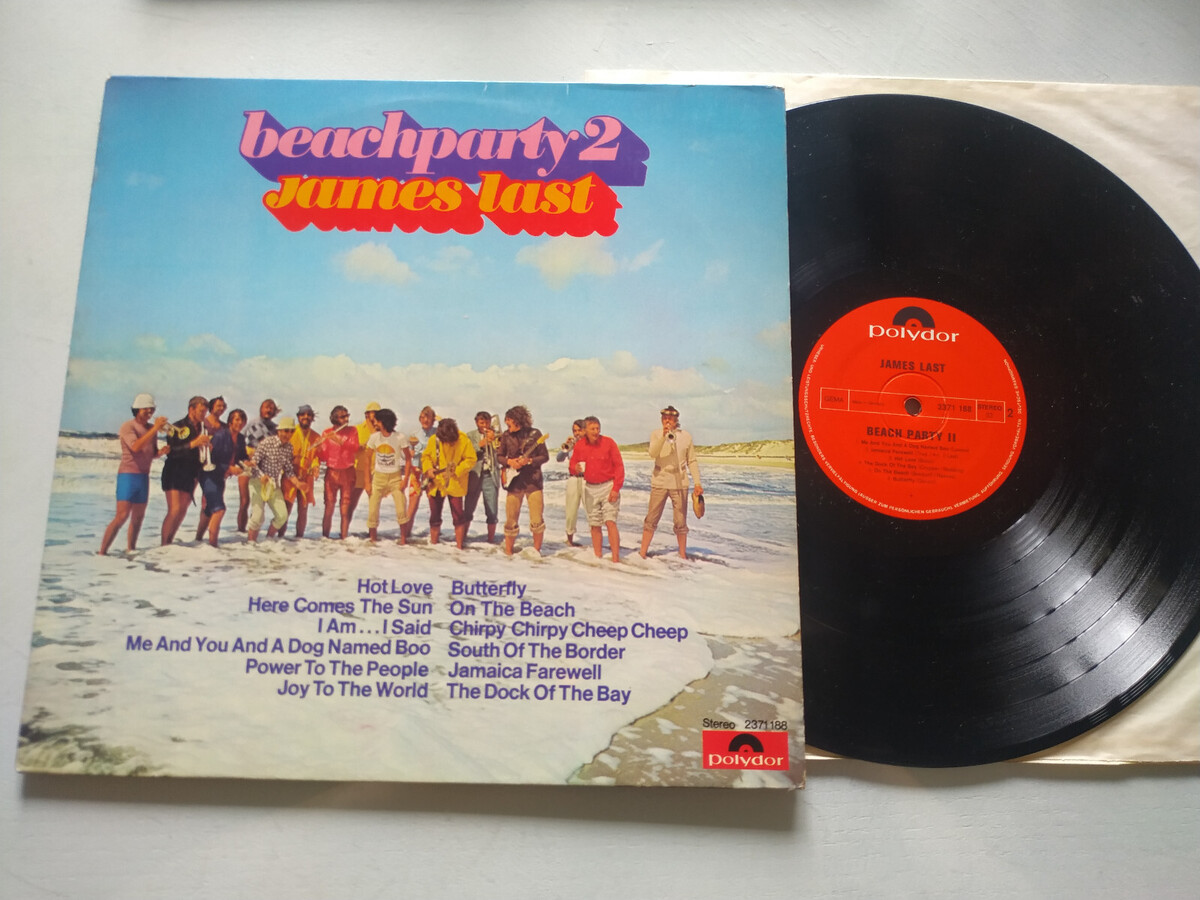 beachparty 2
james last
Hot Love Butterfly
Here Comes The Sun On The Beach
I Am...I Said Chirpy Chirpy Cheep Cheep
Me And You And A Dog Named Boo South Of The Border
Power To The People Jamaica Farewell
Joy To The World The Dock Of The Bay
Stereo 2371188
polydor
polydor
JAMES LAST
GEMA
2371 188
STEREO
2
BEACH PARTY II